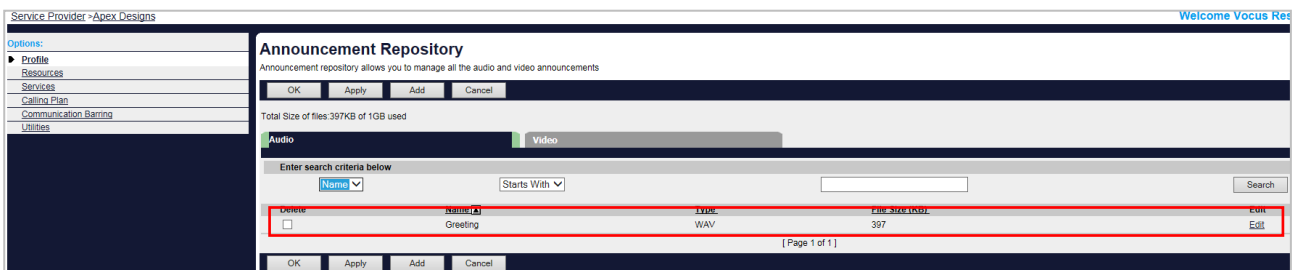 Service Provider >Apex Designs
Welcome Vocus Res
Options:
Profile
Resources
Services
Calling Plan
Communication Barring
Utilities
Announcement Repository
Announcement repository allows you to manage all the audio and video announcements
OK Apply Add Cancel
Total Size of files:397KB of 1GB used
Audio Video
Enter search criteria below
Name Starts With Search
Delete Name Type File Size (KB) Edit
Greeting WAV 397 Edit
[ Page 1 of 1 ]
OK Apply Add Cancel